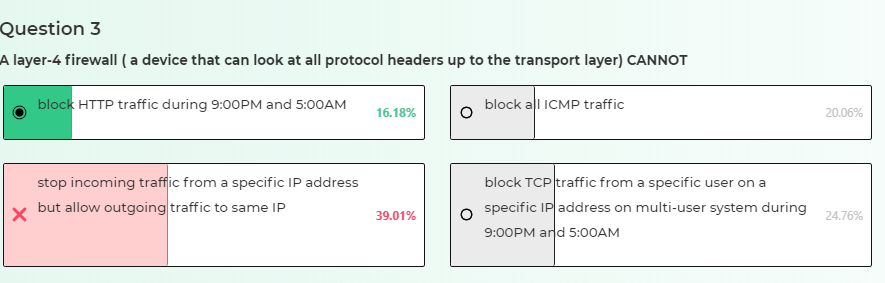 Question 3
A layer-4 firewall ( a device that can look at all protocol headers up to the transport layer) CANNOT
block HTTP traffic during 9:00PM and 5:00AM
16.18%
block all ICMP traffic
20.06%
stop incoming traffic from a specific IP address
but allow outgoing traffic to same IP
39.01%
block TCP traffic from a specific user on a
specific IP address on multi-user system during
9:00PM and 5:00AM
24.76%